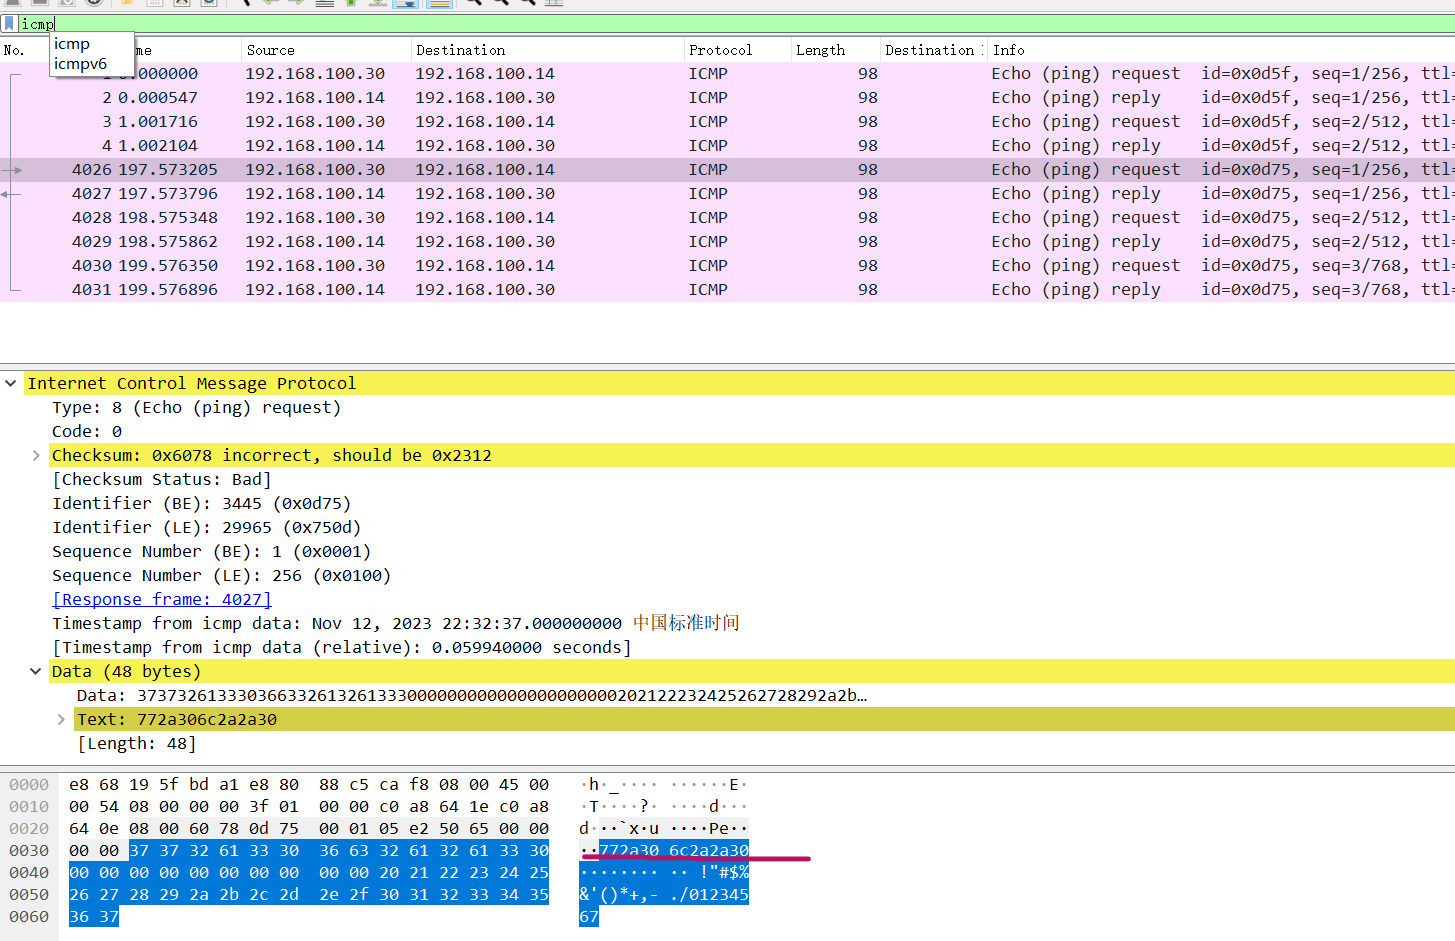 icmp
icmp
icmpv6
No. me Source Destination Protocol Length Destination Info
1 0.000000 192.168.100.30 192.168.100.14 ICMP 98 Echo (ping) request id=0x0d5f, seq=1/256, ttl=
2 0.000547 192.168.100.14 192.168.100.30 ICMP 98 Echo (ping) reply id=0x0d5f, seq=1/256, ttl=
3 1.001716 192.168.100.30 192.168.100.14 ICMP 98 Echo (ping) request id=0x0d5f, seq=2/512, ttl=
4 1.002104 192.168.100.14 192.168.100.30 ICMP 98 Echo (ping) reply id=0x0d5f, seq=2/512, ttl=
4026 197.573205 192.168.100.30 192.168.100.14 ICMP 98 Echo (ping) request id=0x0d75, seq=1/256, ttl=
4027 197.573796 192.168.100.14 192.168.100.30 ICMP 98 Echo (ping) reply id=0x0d75, seq=1/256, ttl=
4028 198.575348 192.168.100.30 192.168.100.14 ICMP 98 Echo (ping) request id=0x0d75, seq=2/512, ttl=
4029 198.575862 192.168.100.14 192.168.100.30 ICMP 98 Echo (ping) reply id=0x0d75, seq=2/512, ttl=
4030 199.576350 192.168.100.30 192.168.100.14 ICMP 98 Echo (ping) request id=0x0d75, seq=3/768, ttl=
4031 199.576896 192.168.100.14 192.168.100.30 ICMP 98 Echo (ping) reply id=0x0d75, seq=3/768, ttl=
Internet Control Message Protocol
Type: 8 (Echo (ping) request)
Code: 0
Checksum: 0x6078 incorrect, should be 0x2312
[Checksum Status: Bad]
Identifier (BE): 3445 (0x0d75)
Identifier (LE): 29965 (0x750d)
Sequence Number (BE): 1 (0x0001)
Sequence Number (LE): 256 (0x0100)
[Response frame: 4027]
Timestamp from icmp data: Nov 12, 2023 22:32:37.000000000 中国标准时间
[Timestamp from icmp data (relative): 0.059940000 seconds]
Data (48 bytes)
Data: 373732613330366332613261333000000000000000000000202122232425262728292a2b…
Text: 772a306c2a2a30
[Length: 48]
0000 e8 68 19 5f bd a1 e8 80 88 c5 ca f8 08 00 45 00 ·h·_···· ······E·
0010 00 54 08 00 00 00 3f 01 00 00 c0 a8 64 1e c0 a8 ·T····?· ····d···
0020 64 0e 08 00 60 78 0d 75 00 01 05 e2 50 65 00 00 d···`x·u ····Pe··
0030 00 00 37 37 32 61 33 30 36 63 32 61 32 61 33 30 ··772a30 6c2a2a30
0040 00 00 00 00 00 00 00 00 00 00 20 21 22 23 24 25 ········ ·· !"#$%
0050 26 27 28 29 2a 2b 2c 2d 2e 2f 30 31 32 33 34 35 &'()*+,- ./012345
0060 36 37 67